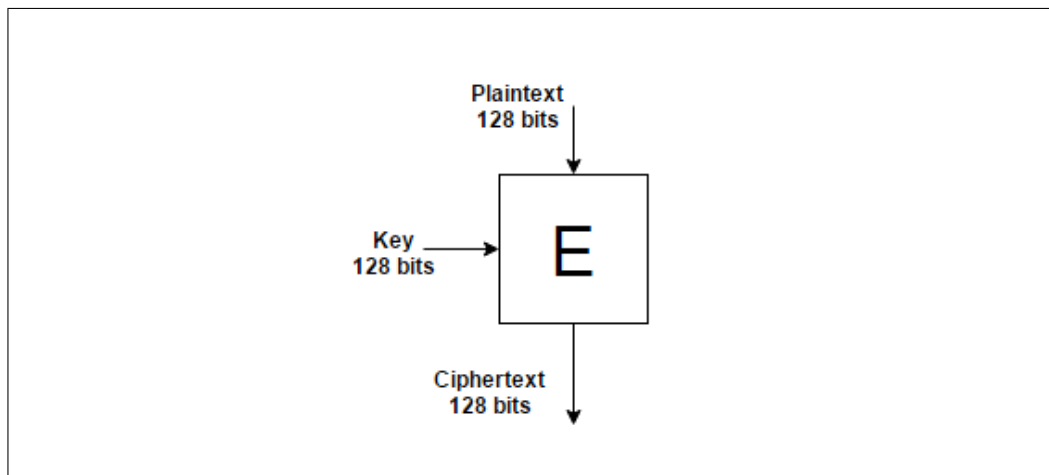 Plaintext
128 bits
Key
128 bits
E
Ciphertext
128 bits